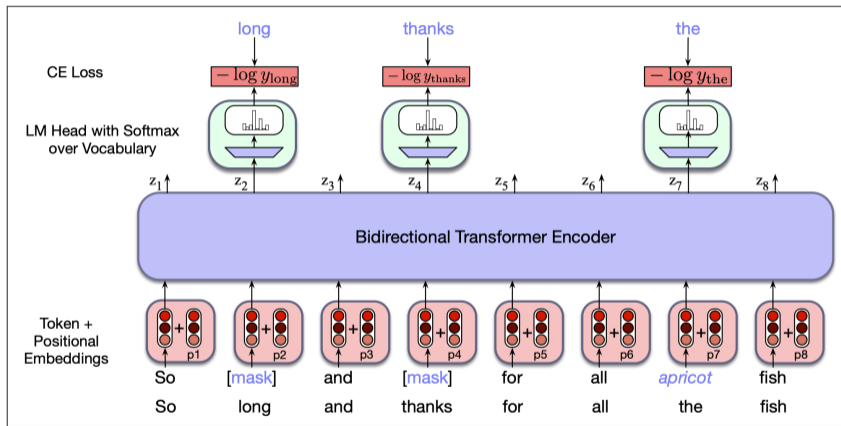 long thanks the
CE Loss − log y_long − log y_thanks − log y_the
LM Head with Softmax
over Vocabulary
z₁ z₂ z₃ z₄ z₅ z₆ z₇ z₈
Bidirectional Transformer Encoder
Token +
Positional
Embeddings
+ + + + + + + +
p1 p2 p3 p4 p5 p6 p7 p8
So [mask] and [mask] for all apricot fish
So long and thanks for all the fish